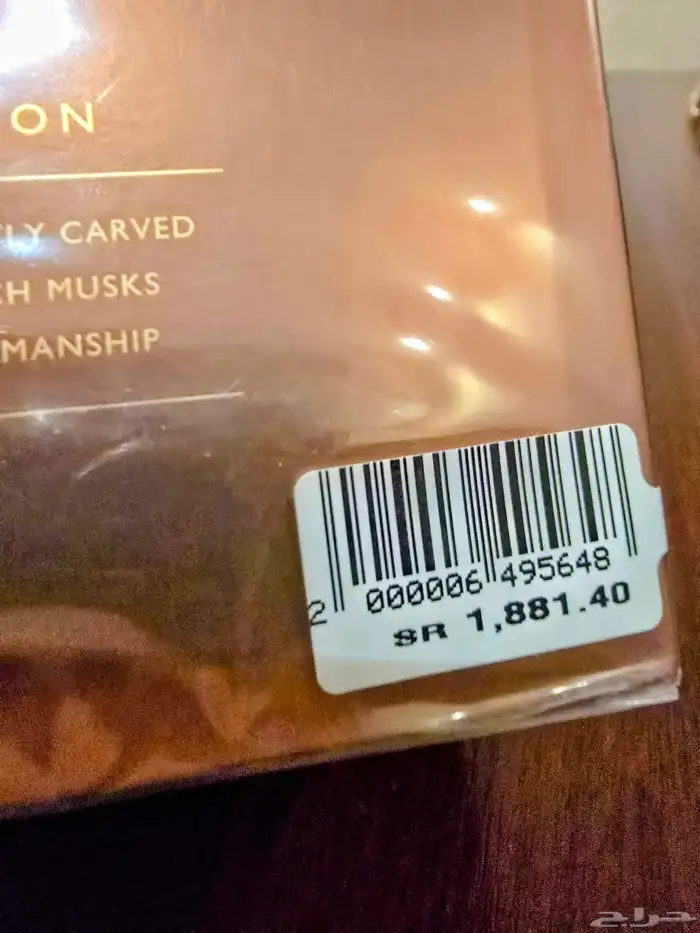 ON
LY CARVED
CH MUSKS
MANSHIP
2 000006 495648
SR 1,881.40
حراج